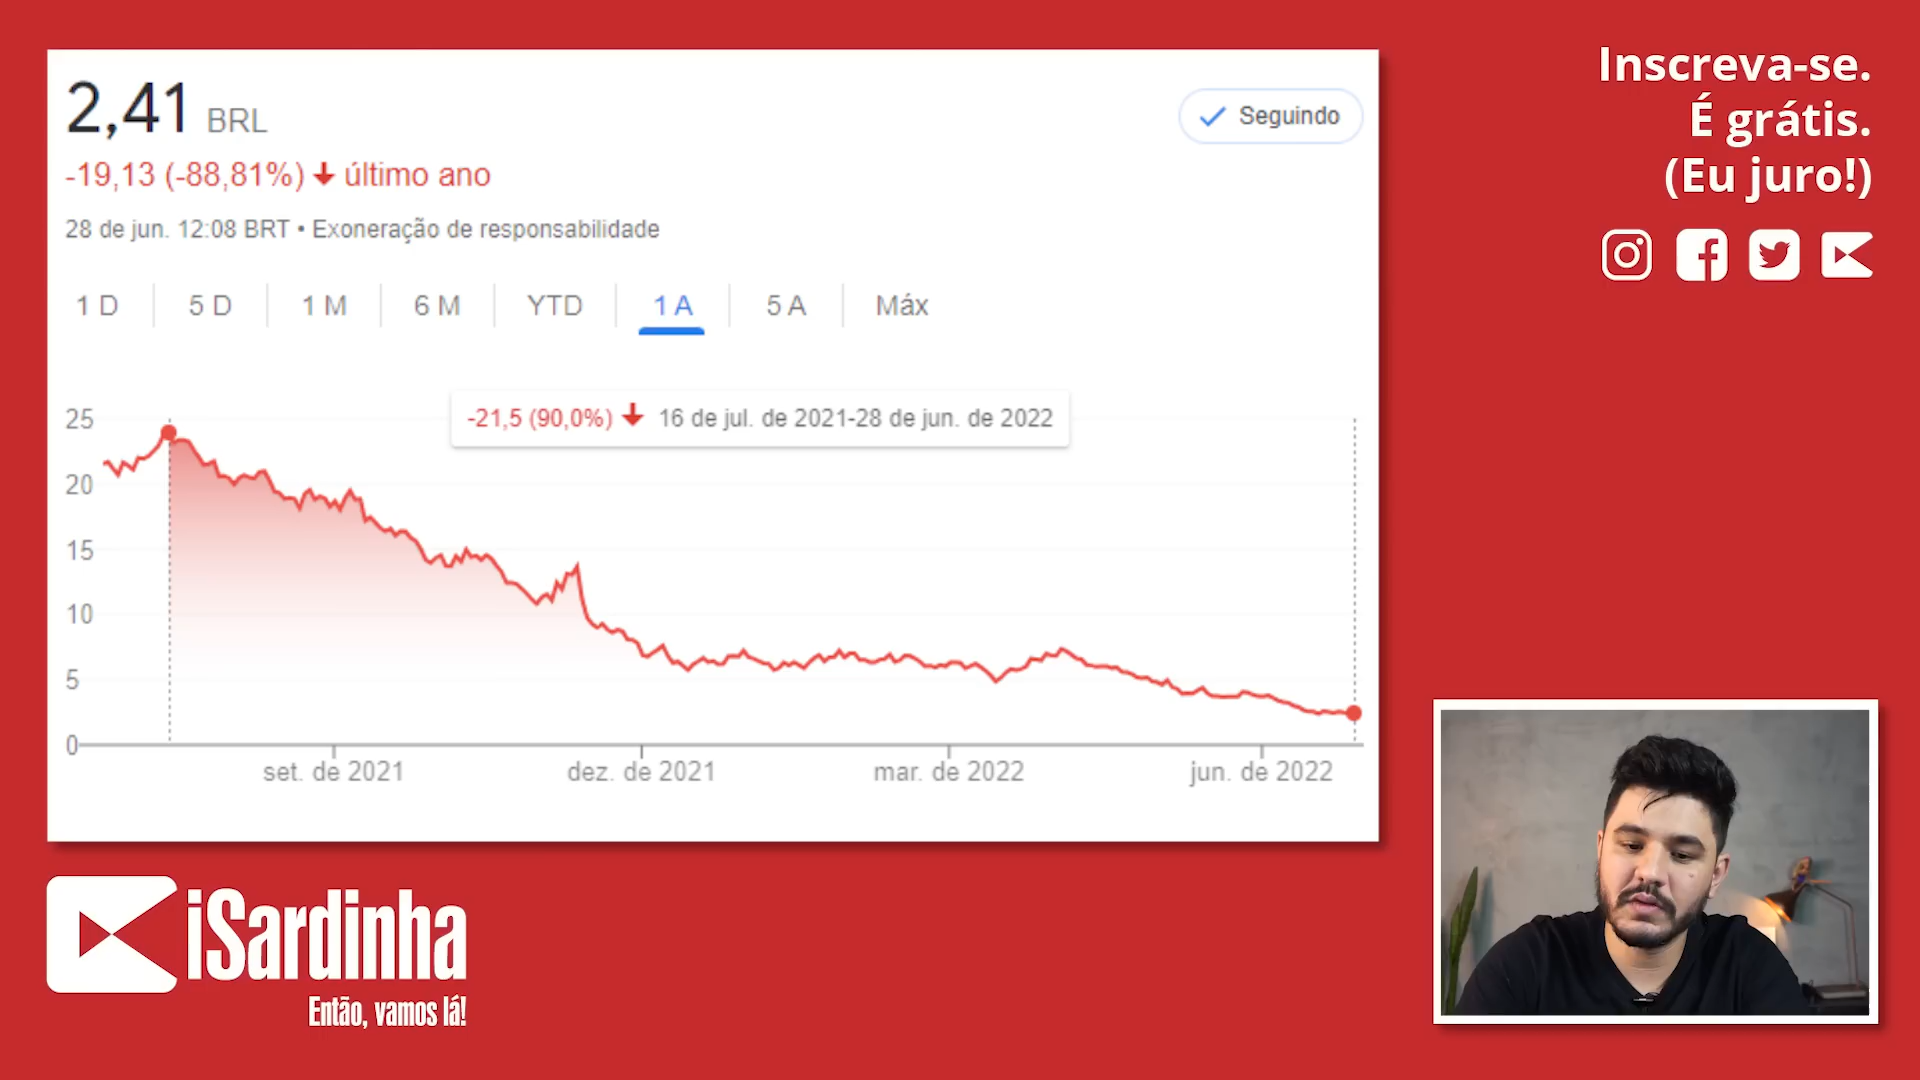 2,41 BRL
Seguindo
-19,13 (-88,81%) ↓ último ano
28 de jun. 12:08 BRT • Exoneração de responsabilidade
1 D
5 D
1 M
6 M
YTD
1 A
5 A
Máx
-21,5 (90,0%) ↓ 16 de jul. de 2021-28 de jun. de 2022
25
20
15
10
5
0
set. de 2021
dez. de 2021
mar. de 2022
jun. de 2022
Inscreva-se.
É grátis.
(Eu juro!)
iSardinha
Então, vamos lá!